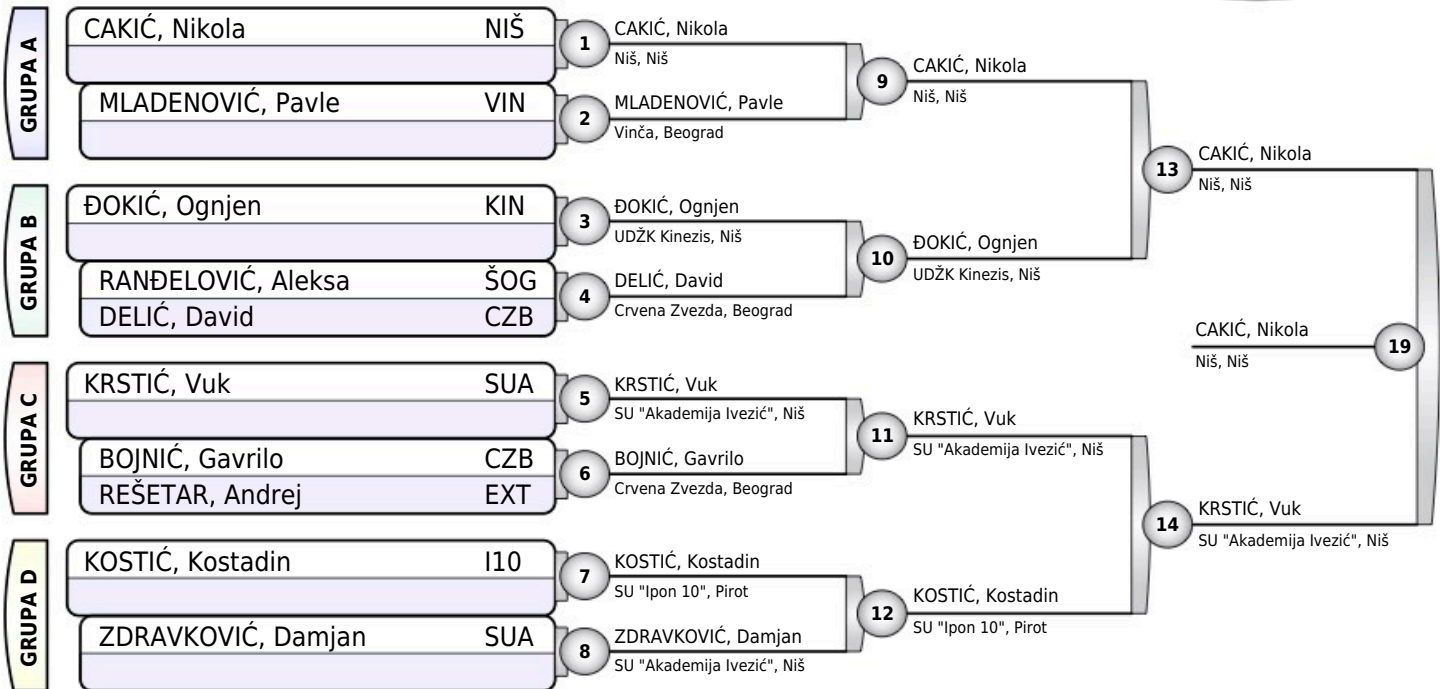 GRUPA A
CAKIĆ, Nikola NIŠ
MLADENOVIĆ, Pavle VIN
GRUPA B
ĐOKIĆ, Ognjen KIN
RANĐELOVIĆ, Aleksa ŠOG
DELIĆ, David CZB
GRUPA C
KRSTIĆ, Vuk SUA
BOJNIĆ, Gavrilo CZB
REŠETAR, Andrej EXT
GRUPA D
KOSTIĆ, Kostadin I10
ZDRAVKOVIĆ, Damjan SUA
1 CAKIĆ, Nikola
Niš, Niš
2 MLADENOVIĆ, Pavle
Vinča, Beograd
3 ĐOKIĆ, Ognjen
UDŽK Kinezis, Niš
4 DELIĆ, David
Crvena Zvezda, Beograd
5 KRSTIĆ, Vuk
SU "Akademija Ivezić", Niš
6 BOJNIĆ, Gavrilo
Crvena Zvezda, Beograd
7 KOSTIĆ, Kostadin
SU "Ipon 10", Pirot
8 ZDRAVKOVIĆ, Damjan
SU "Akademija Ivezić", Niš
9 CAKIĆ, Nikola
Niš, Niš
10 ĐOKIĆ, Ognjen
UDŽK Kinezis, Niš
11 KRSTIĆ, Vuk
SU "Akademija Ivezić", Niš
12 KOSTIĆ, Kostadin
SU "Ipon 10", Pirot
13 CAKIĆ, Nikola
Niš, Niš
14 KRSTIĆ, Vuk
SU "Akademija Ivezić", Niš
CAKIĆ, Nikola 19
Niš, Niš